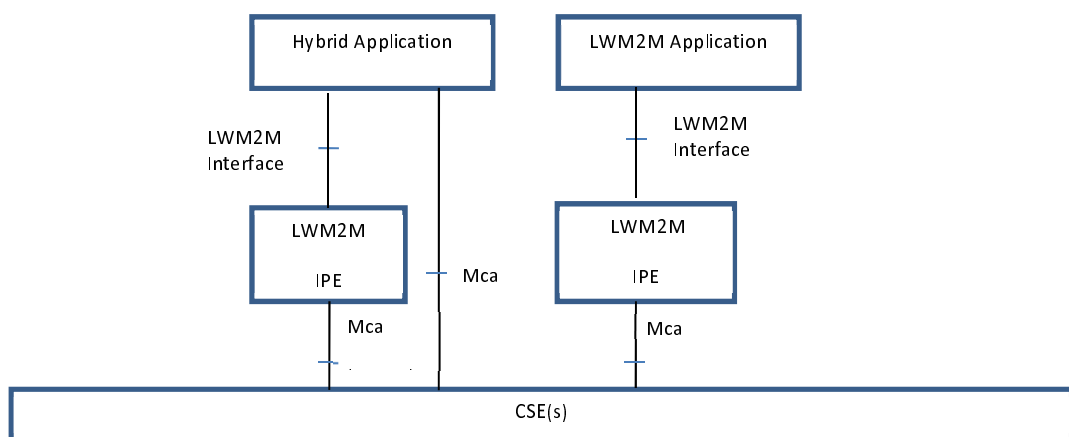 Hybrid Application
LWM2M Application
LWM2M
Interface
LWM2M
Interface
LWM2M
IPE
LWM2M
IPE
Mca
Mca
Mca
CSE(s)